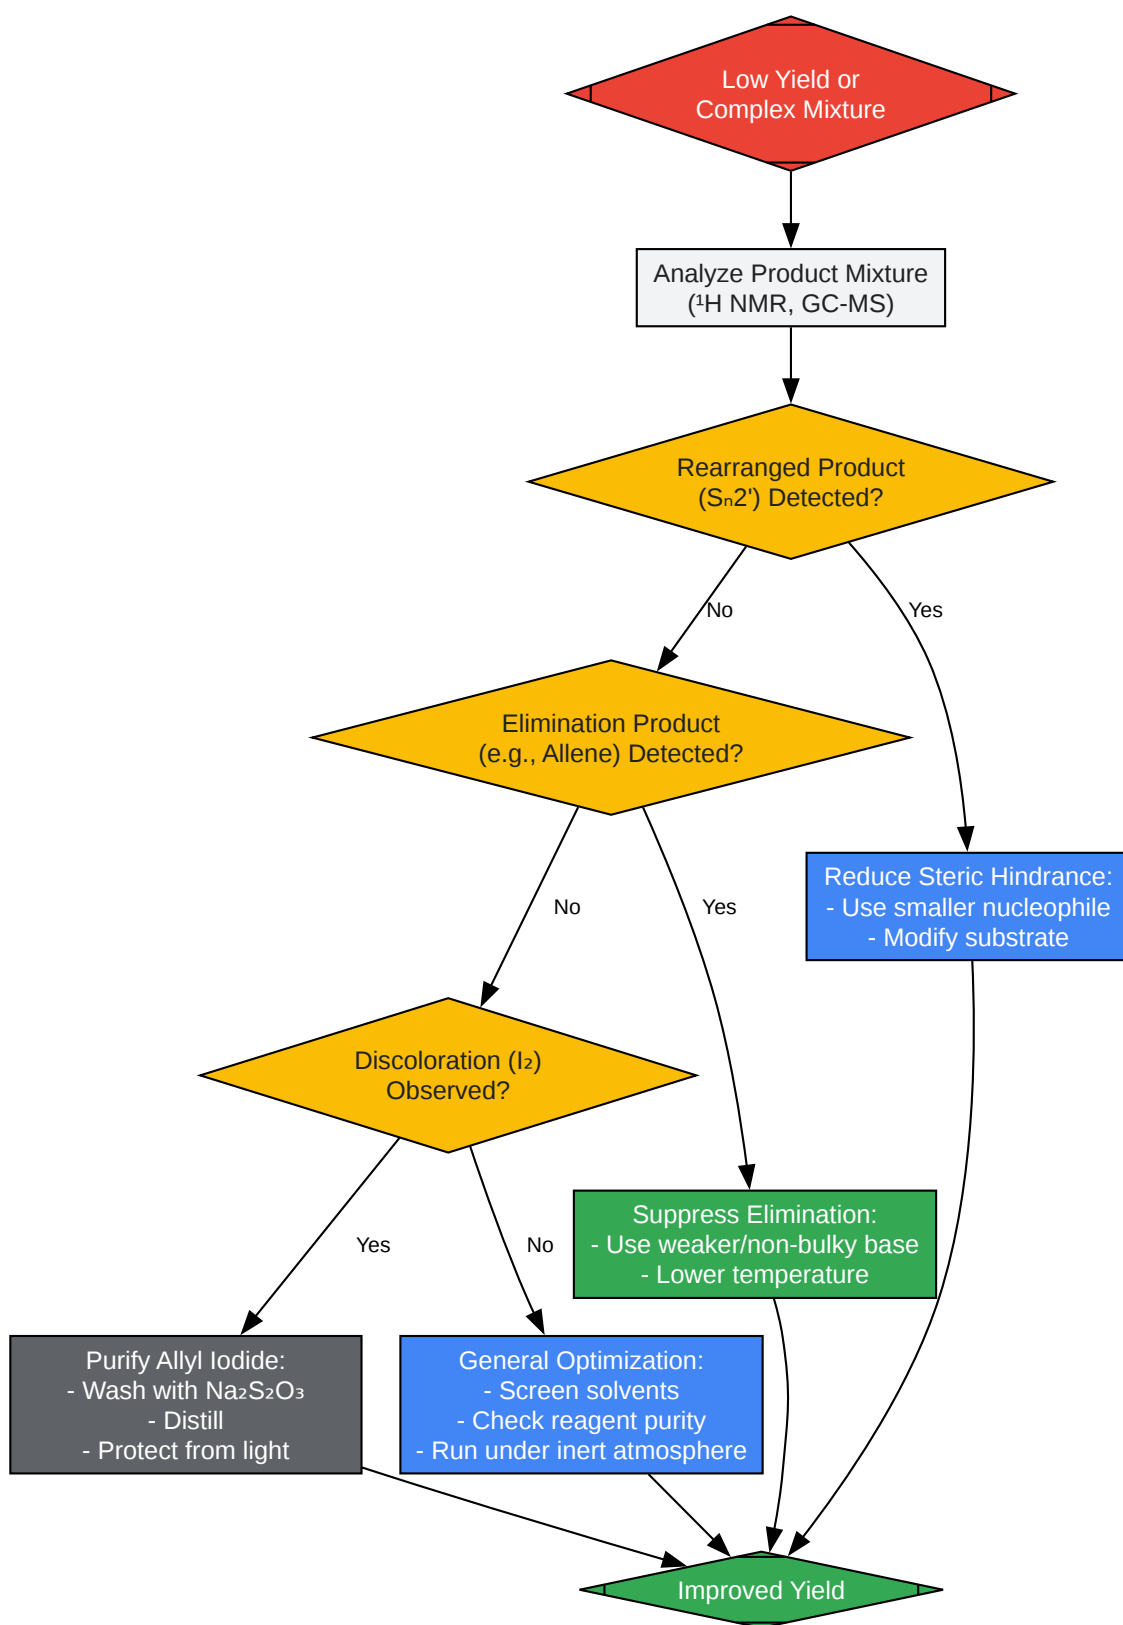 Low Yield or
Complex Mixture
Analyze Product Mixture
(¹H NMR, GC-MS)
Rearranged Product
(Sₙ2') Detected?
No
Yes
Elimination Product
(e.g., Allene) Detected?
No
Yes
Reduce Steric Hindrance:
- Use smaller nucleophile
- Modify substrate
Discoloration (I₂)
Observed?
Yes
No
Suppress Elimination:
- Use weaker/non-bulky base
- Lower temperature
Purify Allyl Iodide:
- Wash with Na₂S₂O₃
- Distill
- Protect from light
General Optimization:
- Screen solvents
- Check reagent purity
- Run under inert atmosphere
Improved Yield